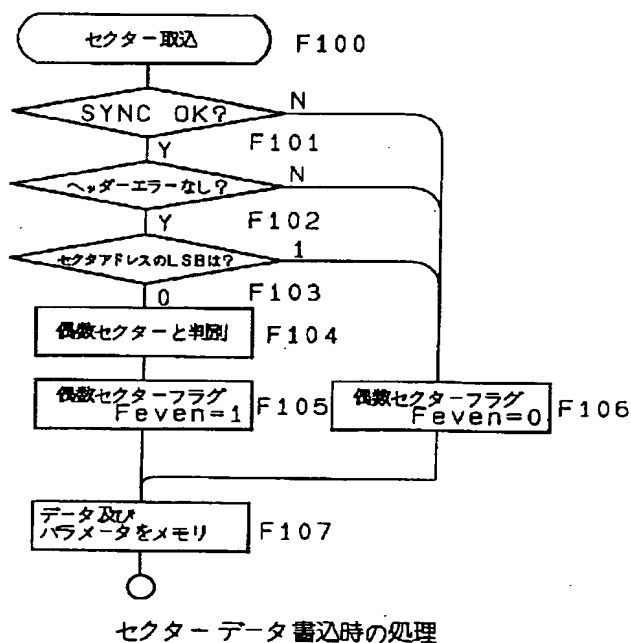 セクター取込
F100
SYNC OK?
N
F101
Y
ヘッダーエラーなし?
N
F102
Y
セクタアドレスのLSBは?
1
F103
0
偶数セクターと判別
F104
偶数セクターフラグ
Feven=1
F105
偶数セクターフラグ
Feven=0
F106
データ及び
パラメータをメモリ
F107
セクターデータ書込時の処理